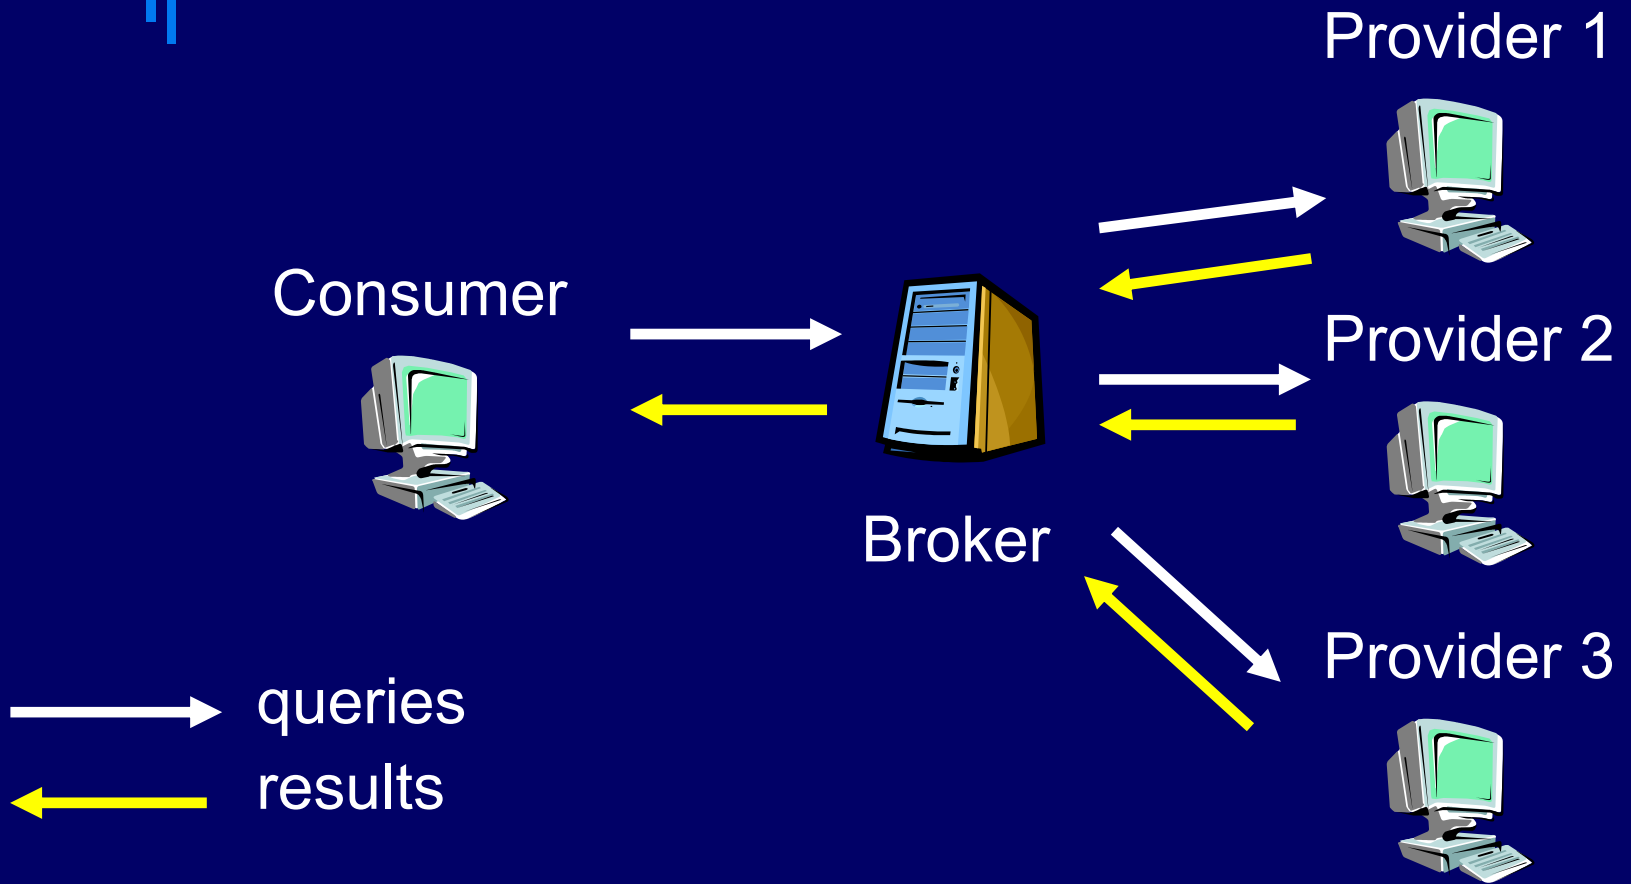 Provider 1
Consumer
Provider 2
Broker
Provider 3
queries
results